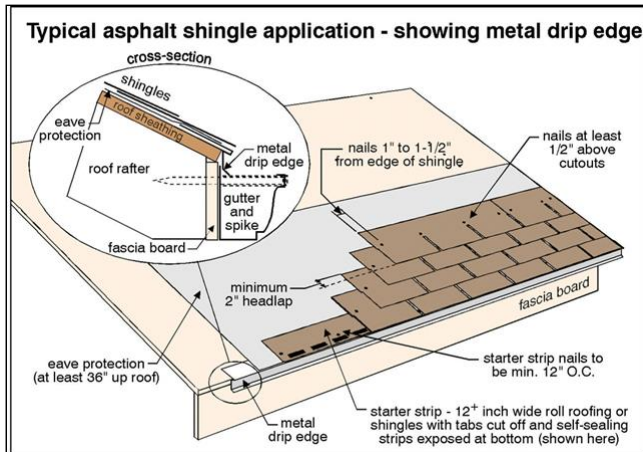 Typical asphalt shingle application - showing metal drip edge
cross-section
shingles
eave
protection
roof sheathing
roof rafter
metal
drip edge
gutter
and
spike
fascia board
nails 1" to 1-1/2"
from edge of shingle
nails at least
1/2" above
cutouts
minimum
2" headlap
fascia board
eave protection
(at least 36" up roof)
metal
drip edge
starter strip nails to
be min. 12" O.C.
starter strip - 12+ inch wide roll roofing or
shingles with tabs cut off and self-sealing
strips exposed at bottom (shown here)